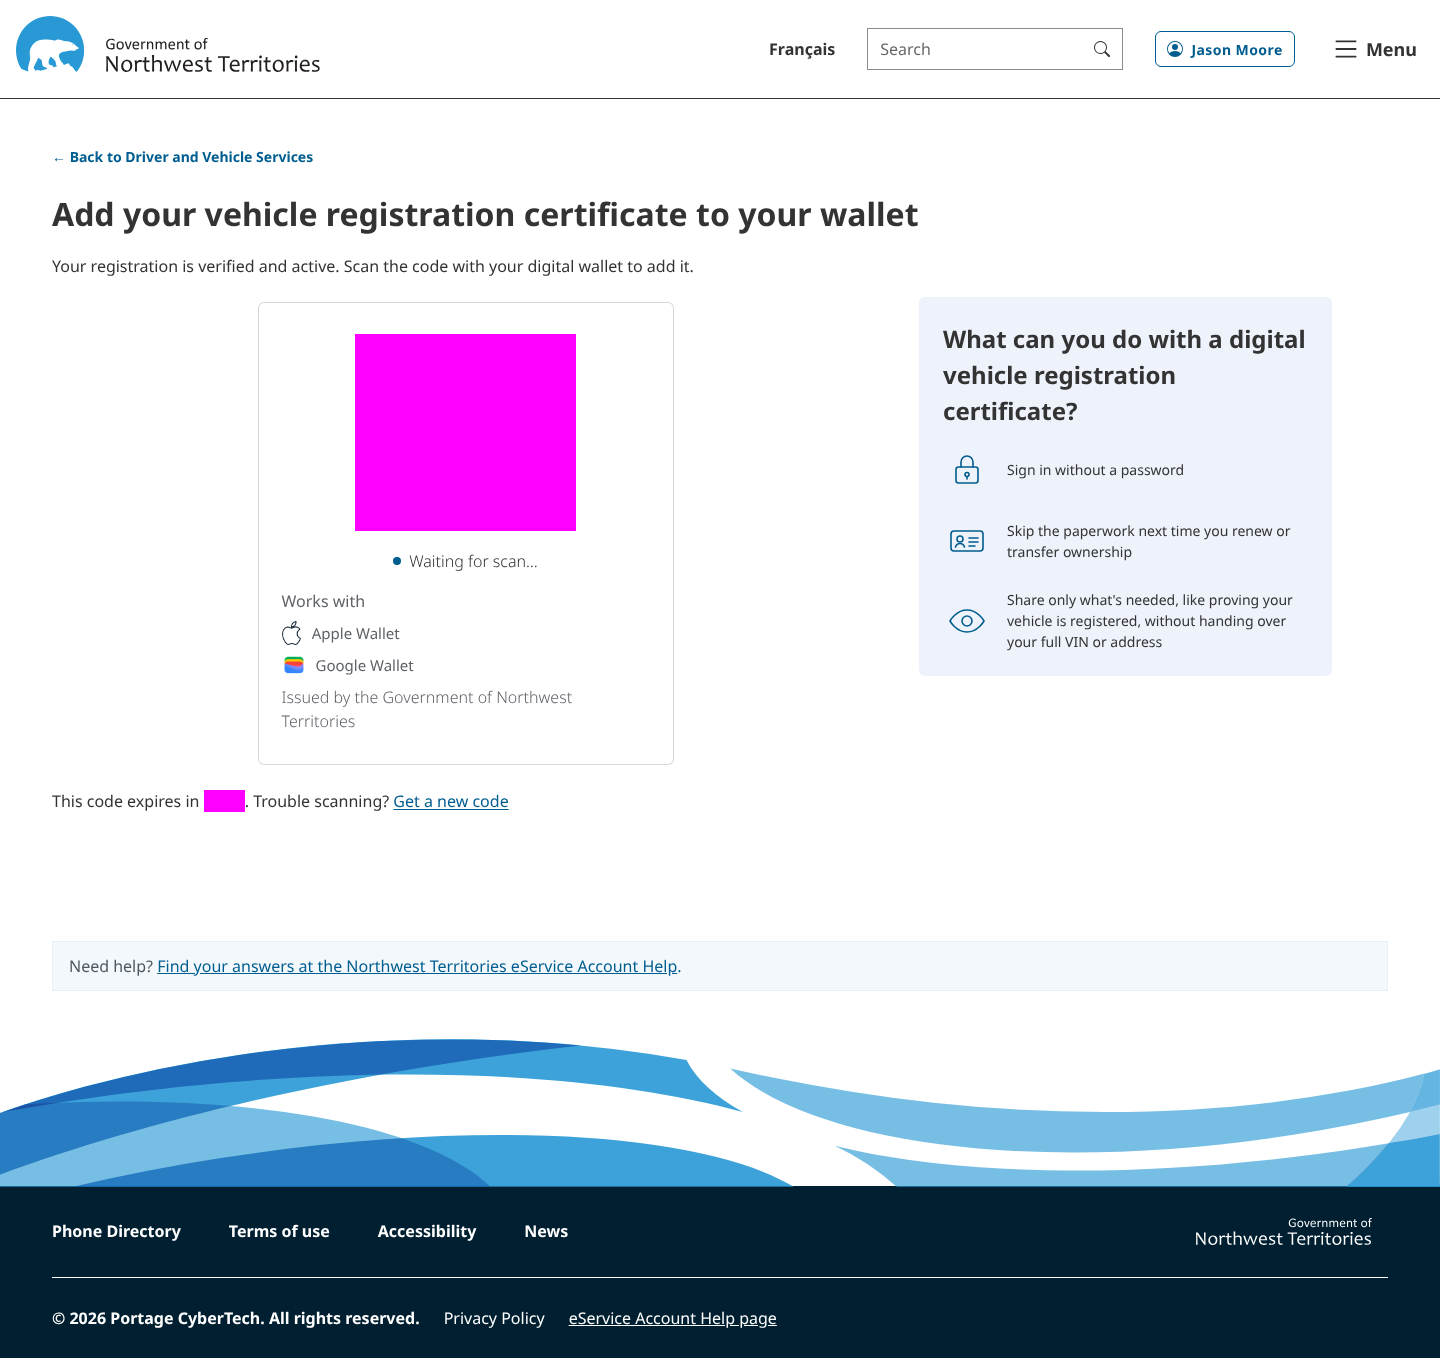 Government of
Northwest Territories
Français
Search
Jason Moore
Menu
← Back to Driver and Vehicle Services
Add your vehicle registration certificate to your wallet
Your registration is verified and active. Scan the code with your digital wallet to add it.
Waiting for scan...
Works with
Apple Wallet
Google Wallet
Issued by the Government of Northwest
Territories
This code expires in . Trouble scanning? Get a new code
What can you do with a digital
vehicle registration
certificate?
Sign in without a password
Skip the paperwork next time you renew or
transfer ownership
Share only what's needed, like proving your
vehicle is registered, without handing over
your full VIN or address
Need help? Find your answers at the Northwest Territories eService Account Help.
Phone Directory
Terms of use
Accessibility
News
Government of
Northwest Territories
© 2026 Portage CyberTech. All rights reserved.
Privacy Policy
eService Account Help page